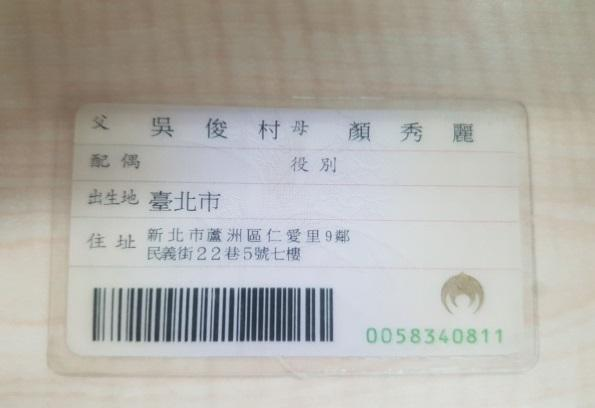 父 吳俊村 母 顏秀麗
配偶 役別
出生地 臺北市
住址 新北市蘆洲區仁愛里9鄰
民義街22巷5號七樓
0058340811